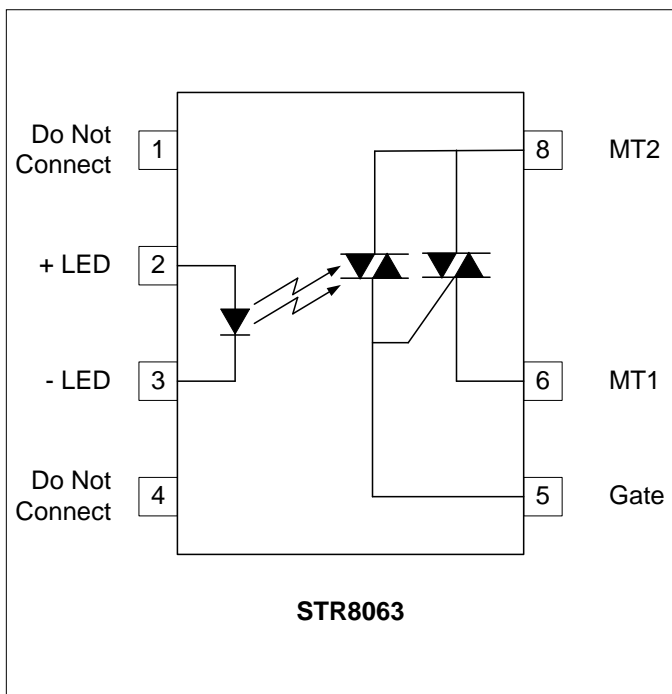 Do Not
Connect
1
8
MT2
+ LED
2
- LED
3
6
MT1
Do Not
Connect
4
5
Gate
STR8063